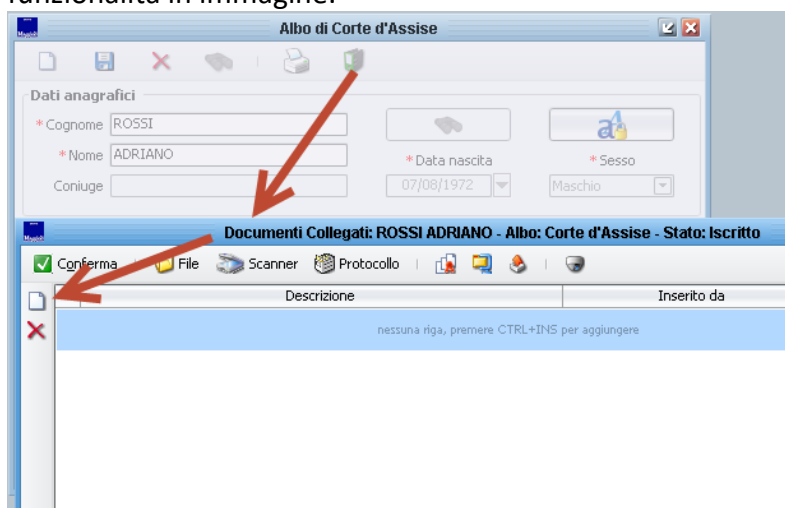 funzionalità in immagine.
Albo di Corte d'Assise
Dati anagrafici
* Cognome ROSSI
* Nome ADRIANO
* Data nascita
* Sesso
Coniuge
07/08/1972
Maschio
Documenti Collegati: ROSSI ADRIANO - Albo: Corte d'Assise - Stato: Iscritto
Conferma File Scanner Protocollo
Descrizione Inserito da
nessuna riga, premere CTRL+INS per aggiungere